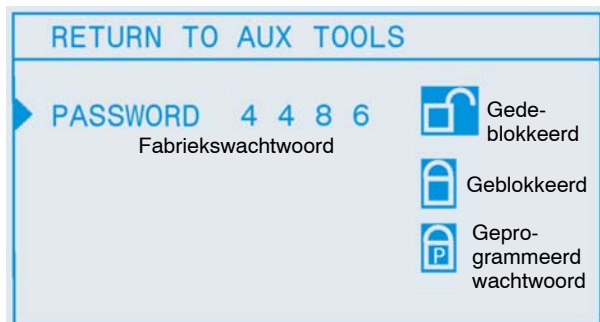 RETURN TO AUX TOOLS
PASSWORD 4 4 8 6
Fabriekswachtwoord
Gede-
blokkeerd
Geblokkeerd
P
Gepro-
grammeerd
wachtwoord